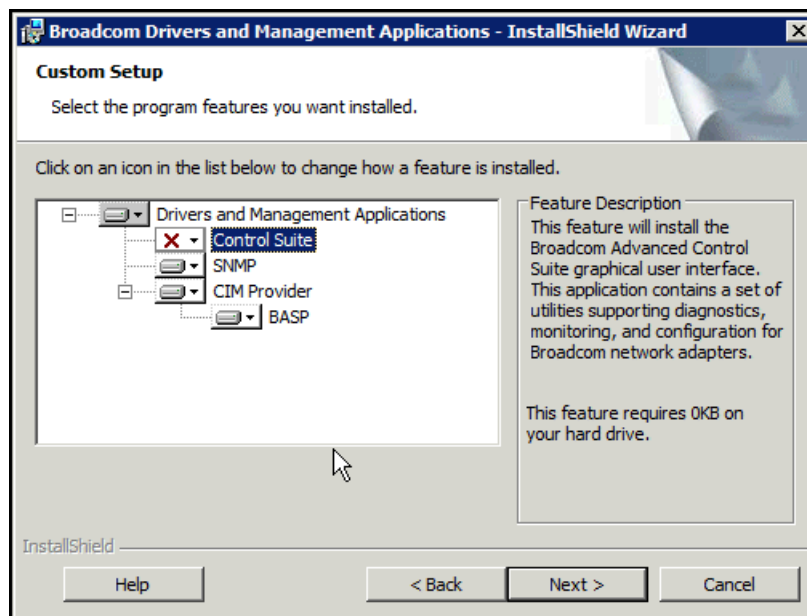 Broadcom Drivers and Management Applications - InstallShield Wizard
Custom Setup
Select the program features you want installed.
Click on an icon in the list below to change how a feature is installed.
Drivers and Management Applications
Control Suite
SNMP
CIM Provider
BASP
Feature Description
This feature will install the
Broadcom Advanced Control
Suite graphical user interface.
This application contains a set of
utilities supporting diagnostics,
monitoring, and configuration for
Broadcom network adapters.
This feature requires 0KB on
your hard drive.
InstallShield
Help
< Back
Next >
Cancel